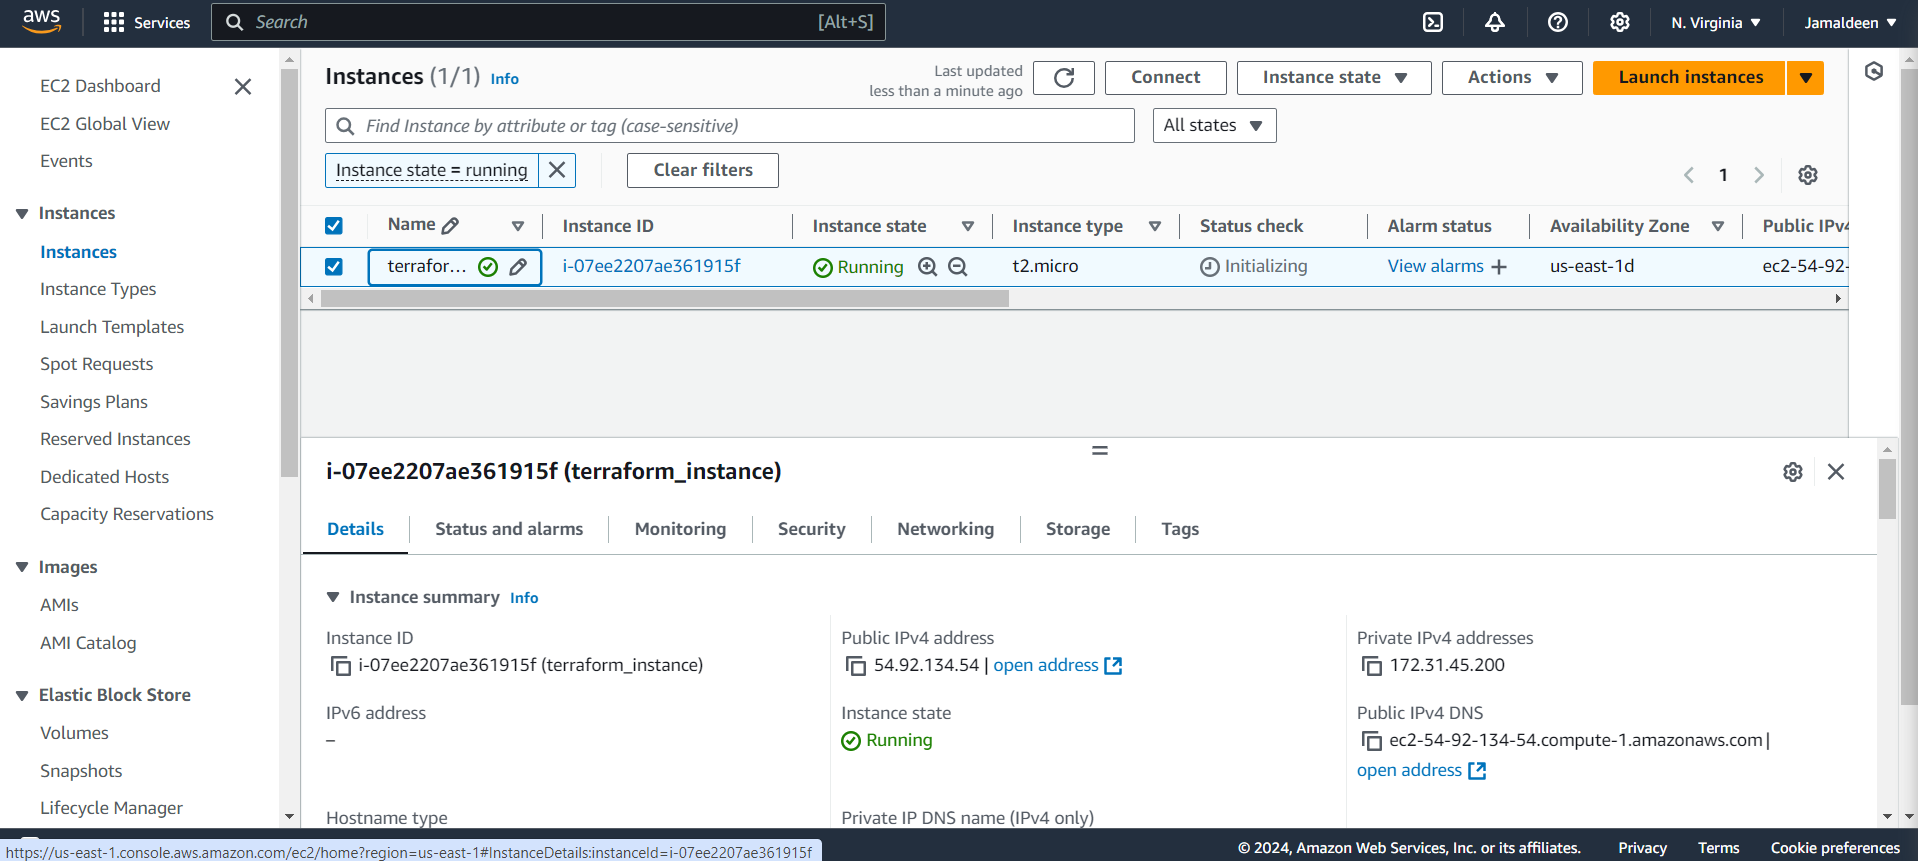 aws
Services
Search
[Alt+S]
N. Virginia
Jamaldeen
EC2 Dashboard
EC2 Global View
Events
Instances
Instances
Instance Types
Launch Templates
Spot Requests
Savings Plans
Reserved Instances
Dedicated Hosts
Capacity Reservations
Images
AMIs
AMI Catalog
Elastic Block Store
Volumes
Snapshots
Lifecycle Manager
Instances (1/1) Info
Last updated
less than a minute ago
Connect
Instance state
Actions
Launch instances
Find Instance by attribute or tag (case-sensitive)
All states
Instance state = running
Clear filters
1
Name Instance ID Instance state Instance type Status check Alarm status Availability Zone Public IPv4
terrafor... i-07ee2207ae361915f Running t2.micro Initializing View alarms us-east-1d ec2-54-92-
i-07ee2207ae361915f (terraform_instance)
Details Status and alarms Monitoring Security Networking Storage Tags
Instance summary Info
Instance ID
i-07ee2207ae361915f (terraform_instance)
Public IPv4 address
54.92.134.54 | open address
Private IPv4 addresses
172.31.45.200
IPv6 address
–
Instance state
Running
Public IPv4 DNS
ec2-54-92-134-54.compute-1.amazonaws.com |
open address
Hostname type
Private IP DNS name (IPv4 only)
https://us-east-1.console.aws.amazon.com/ec2/home?region=us-east-1#InstanceDetails:instanceId=i-07ee2207ae361915f
© 2024, Amazon Web Services, Inc. or its affiliates.
Privacy
Terms
Cookie preferences